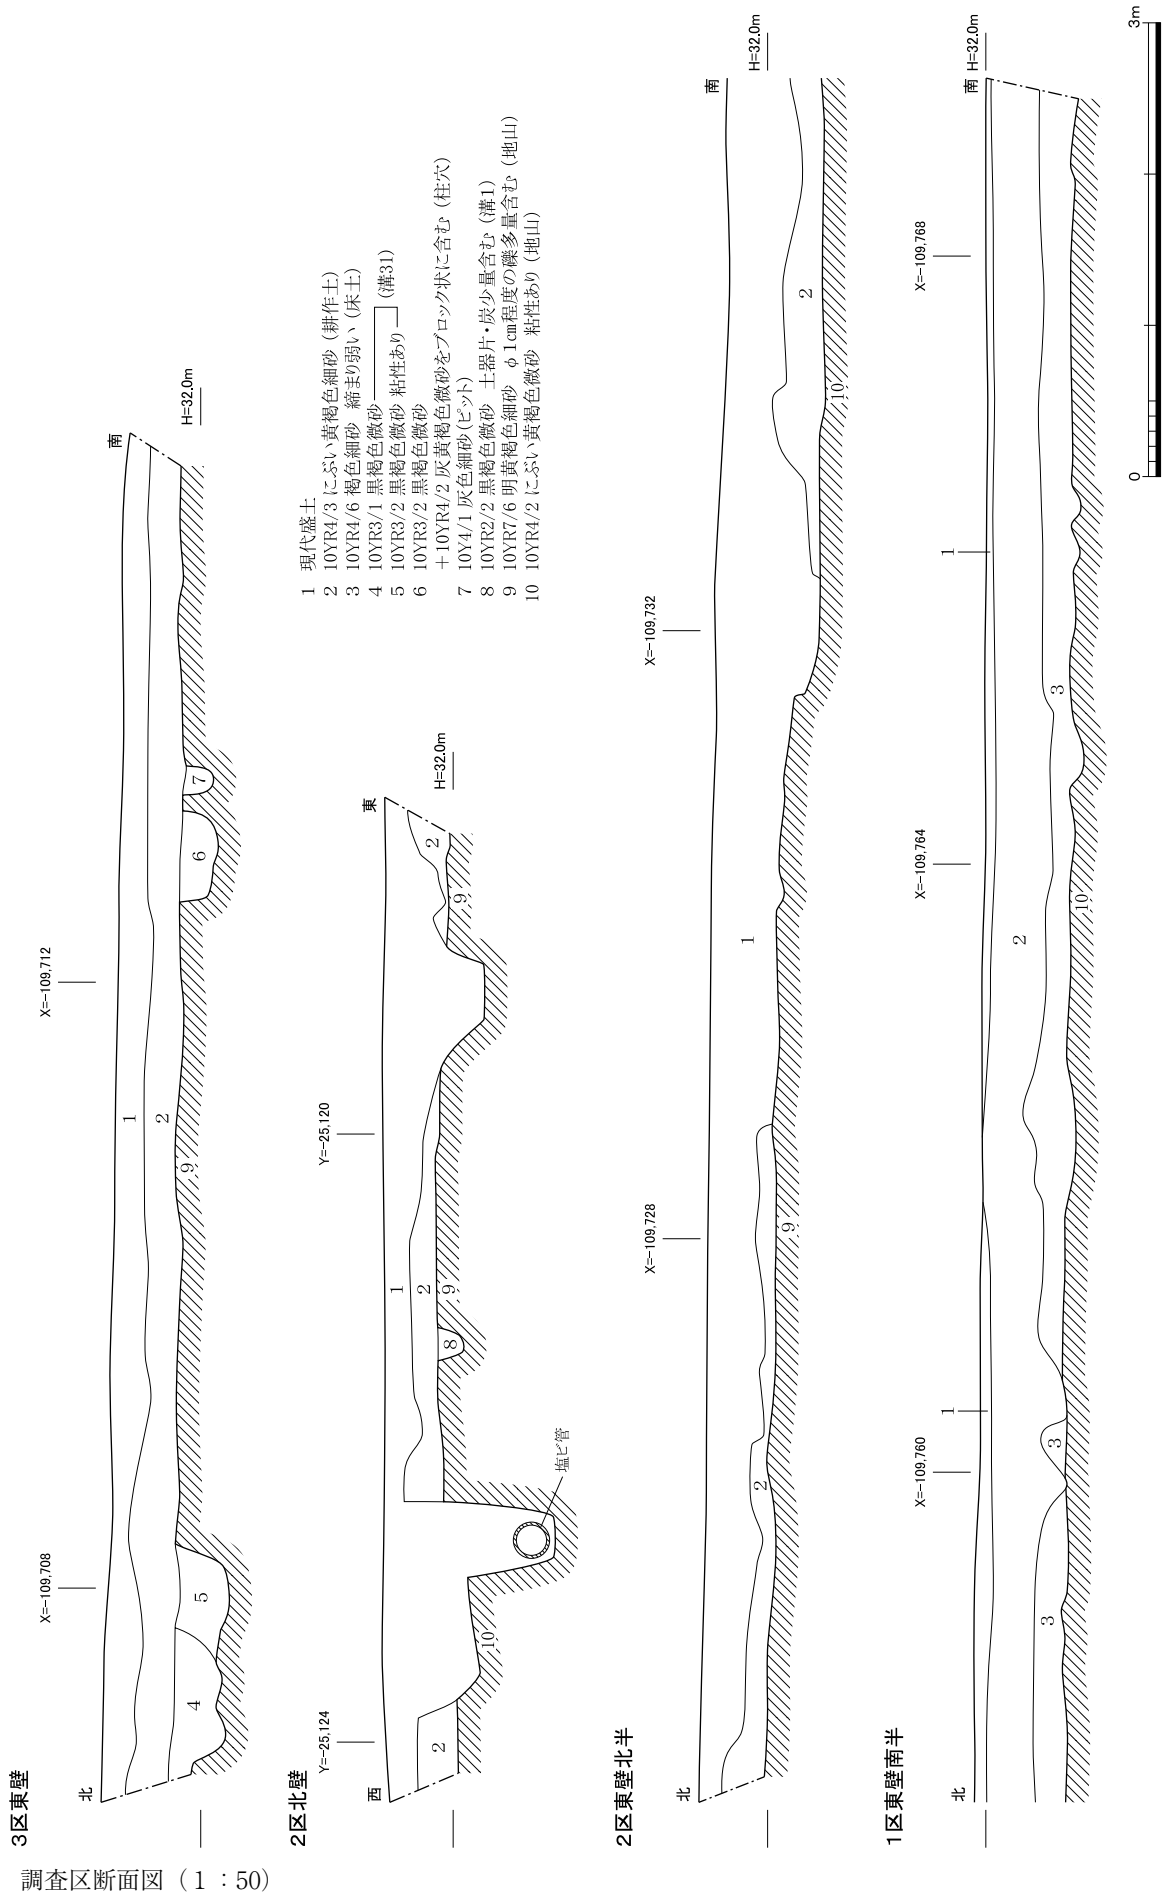 3区東壁
北
南
X=-109,708
X=-109,712
H=32.0m
1
2
4
5
6
7
9
2区北壁
西
東
Y=-25,124
Y=-25,120
H=32.0m
1
2
2
2
8
9
9
10
塩ビ管
1 現代盛土
2 10YR4/3 にぶい黄褐色細砂 (耕作土)
3 10YR4/6 褐色細砂 締まり弱い (床土)
4 10YR3/1 黒褐色微砂
5 10YR3/2 黒褐色微砂 粘性あり
(溝31)
6 10YR3/2 黒褐色微砂
+10YR4/2 灰黄褐色微砂をブロック状に含む (柱穴)
7 10Y4/1 灰色細砂 (ピット)
8 10YR2/2 黒褐色微砂 土器片・炭少量含む (溝1)
9 10YR7/6 明黄褐色細砂 φ1cm程度の礫多量含む (地山)
10 10YR4/2 にぶい黄褐色微砂 粘性あり (地山)
2区東壁北半
北
南
X=-109,728
X=-109,732
H=32.0m
1
2
2
9
10
1区東壁南半
北
南
X=-109,760
X=-109,764
X=-109,768
H=32.0m
1
1
2
3
3
3
10
0
3m
調査区断面図 (1:50)